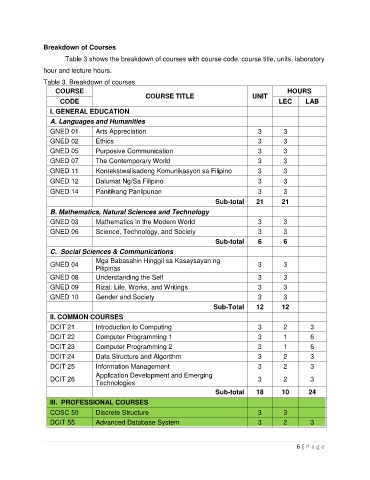 Breakdown of Courses
Table 3 shows the breakdown of courses with course code, course title, units, laboratory
hour and lecture hours.
Table 3. Breakdown of courses
COURSE CODE COURSE TITLE UNIT HOURS
LEC LAB
I. GENERAL EDUCATION
A. Languages and Humanities
GNED 01 Arts Appreciation 3 3
GNED 02 Ethics 3 3
GNED 05 Purposive Communication 3 3
GNED 07 The Contemporary World 3 3
GNED 11 Kontekstwalisadong Komunikasyon sa Filipino 3 3
GNED 12 Dalumat Ng/Sa Filipino 3 3
GNED 14 Panitikang Panlipunan 3 3
Sub-total 21 21
B. Mathematics, Natural Sciences and Technology
GNED 03 Mathematics in the Modern World 3 3
GNED 06 Science, Technology, and Society 3 3
Sub-total 6 6
C. Social Sciences & Communications
GNED 04 Mga Babasahin Hinggil sa Kasaysayan ng
Pilipinas 3 3
GNED 08 Understanding the Self 3 3
GNED 09 Rizal: Life, Works, and Writings 3 3
GNED 10 Gender and Society 3 3
Sub-Total 12 12
II. COMMON COURSES
DCIT 21 Introduction to Computing 3 2 3
DCIT 22 Computer Programming 1 3 1 6
DCIT 23 Computer Programming 2 3 1 6
DCIT 24 Data Structure and Algorithm 3 2 3
DCIT 25 Information Management 3 2 3
DCIT 26 Application Development and Emerging
Technologies 3 2 3
Sub-total 18 10 24
III. PROFESSIONAL COURSES
COSC 50 Discrete Structure 3 3
DCIT 55 Advanced Database System 3 2 3
6 | Page